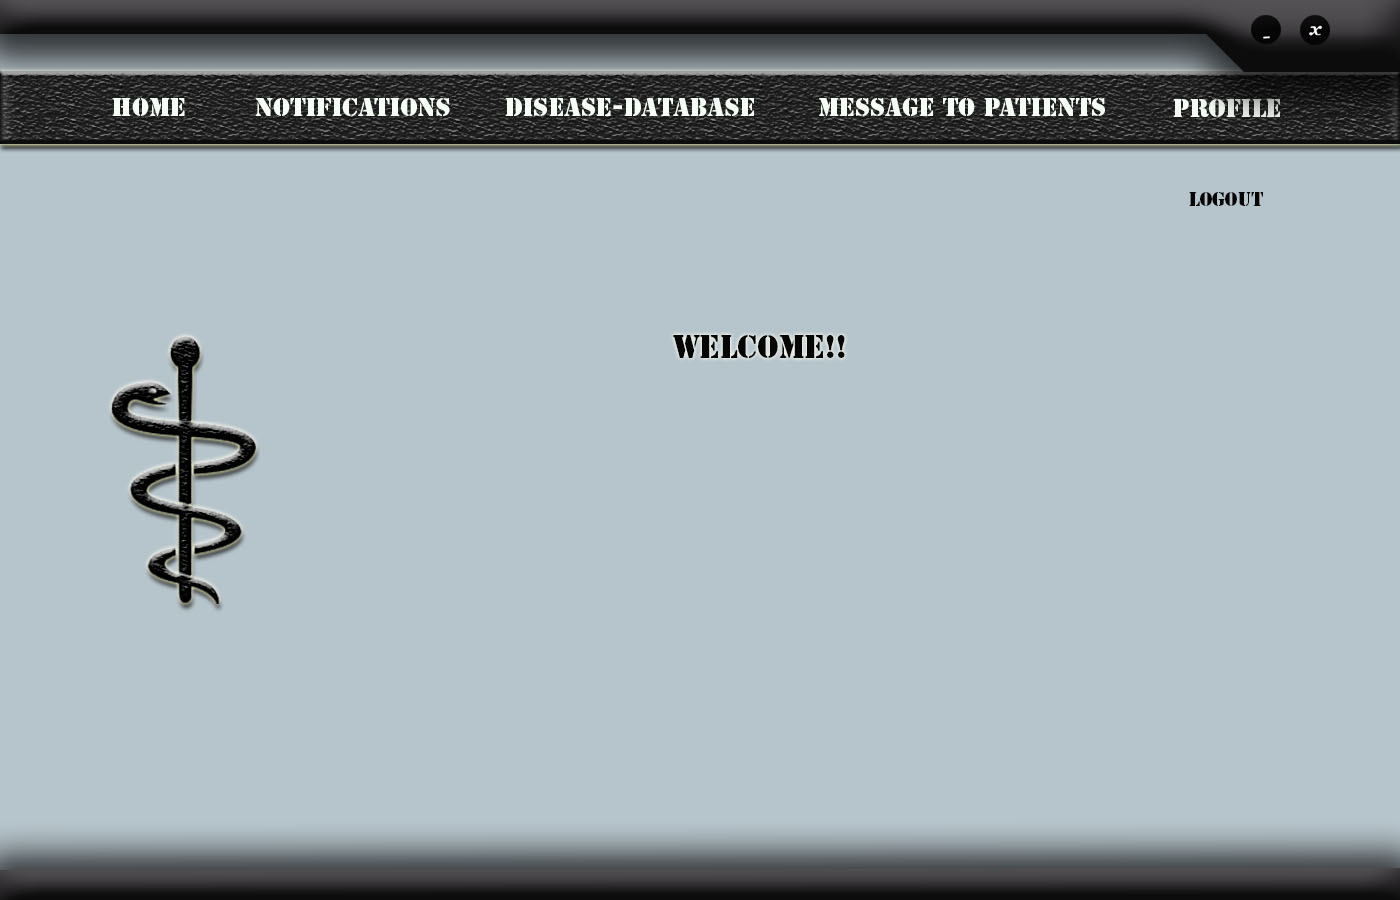 _ x
HOME NOTIFICATIONS DISEASE-DATABASE MESSAGE TO PATIENTS PROFILE
LOGOUT
WELCOME!!